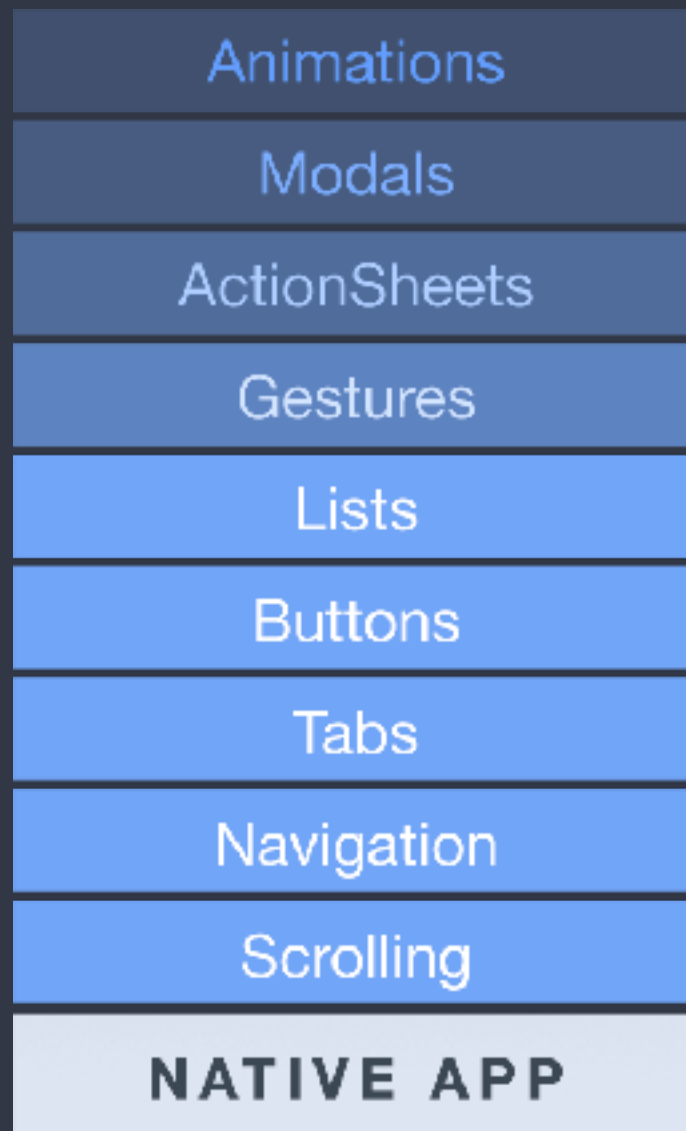 Animations
Modals
ActionSheets
Gestures
Lists
Buttons
Tabs
Navigation
Scrolling
NATIVE APP